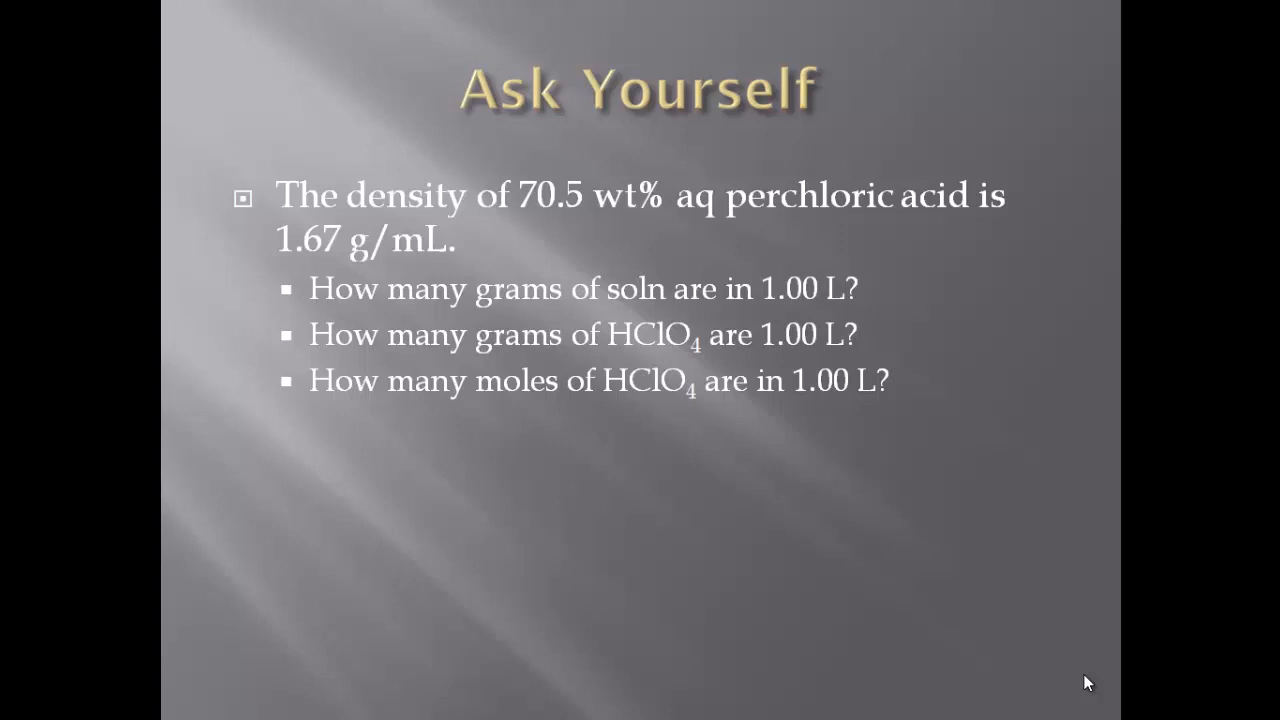 Ask Yourself
The density of 70.5 wt% aq perchloric acid is
1.67 g/mL.
How many grams of soln are in 1.00 L?
How many grams of HClO₄ are 1.00 L?
How many moles of HClO₄ are in 1.00 L?